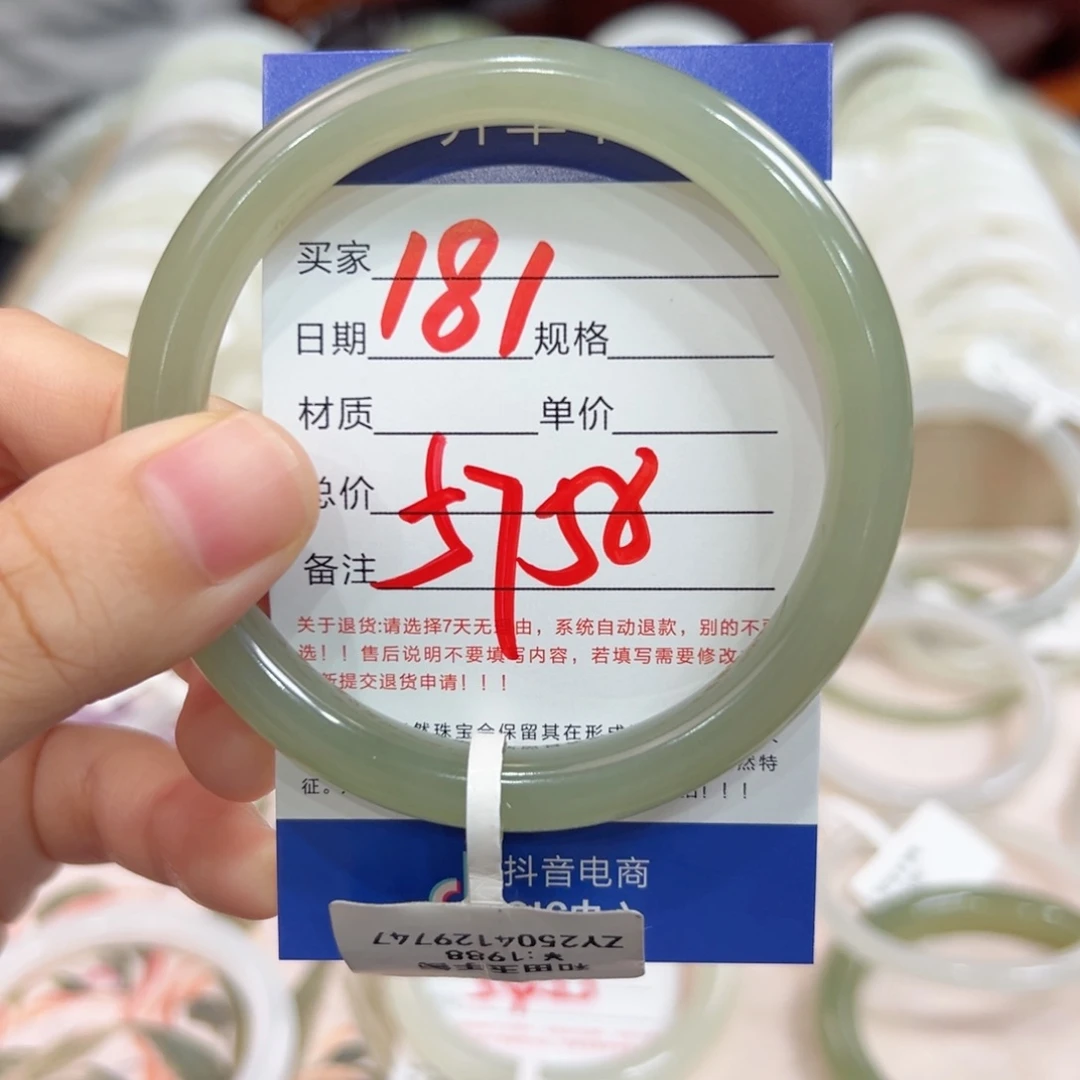 买家 181
日期 规格
材质 单价
总价 5758
备注
关于退货:请选择7天无理由，系统自动退款，别的不
选！！售后说明不要填写内容，若填写需要修改
新提交退货申请！！！
然珠宝会保留其在形成
然特
征。 ！！！
抖音电商
和田玉手
¥:1988
ZY2504129747